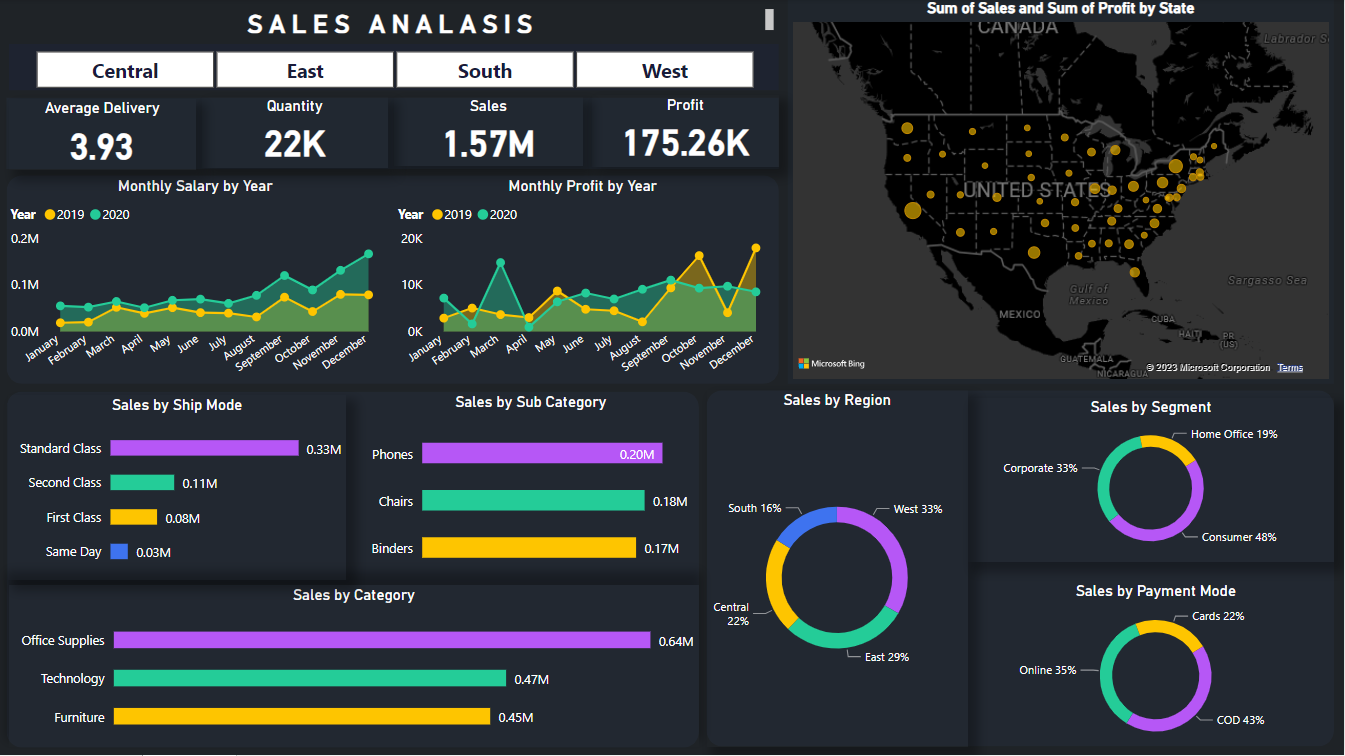 SALES ANALASIS
Central
East
South
West
Average Delivery
3.93
Quantity
22K
Sales
1.57M
Profit
175.26K
Monthly Salary by Year
Year 2019 2020
0.2M
0.1M
0.0M
January
February
March
April
May
June
July
August
September
October
November
December
Monthly Profit by Year
Year 2019 2020
20K
10K
0K
January
February
March
April
May
June
July
August
September
October
November
December
Sum of Sales and Sum of Profit by State
CANADA
Labrador
UNITED STATES
Sargasso Sea
Gulf of
Mexico
MEXICO
CUBA
HAITI
PR
(US)
GUATEMALA
NICARAGUA
Microsoft Bing
© 2023 Microsoft Corporation Terms
Sales by Ship Mode
Standard Class 0.33M
Second Class 0.11M
First Class 0.08M
Same Day 0.03M
Sales by Sub Category
Phones 0.20M
Chairs 0.18M
Binders 0.17M
Sales by Category
Office Supplies 0.64M
Technology 0.47M
Furniture 0.45M
Sales by Region
South 16%
West 33%
Central
22%
East 29%
Sales by Segment
Home Office 19%
Corporate 33%
Consumer 48%
Sales by Payment Mode
Cards 22%
Online 35%
COD 43%